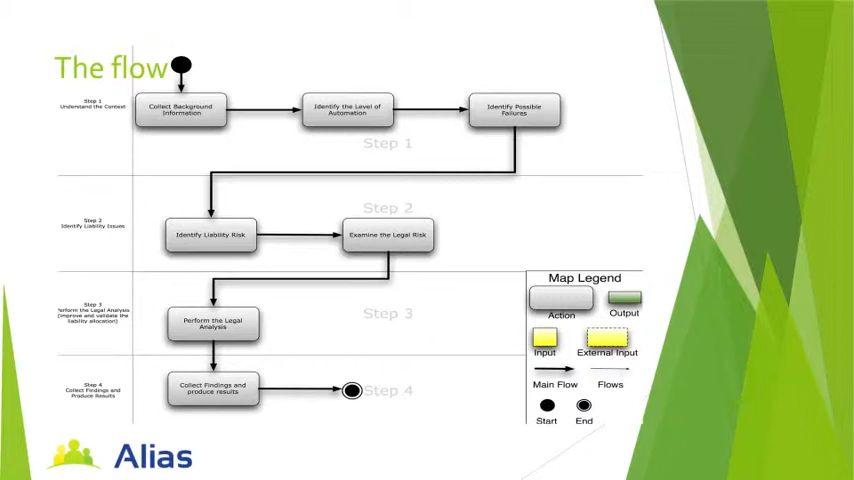 The flow
Step 1
Understand the Context
Collect Background
Information
Identify the Level of
Automation
Identify Possible
Failures
Step 1
Step 2
Identify Liability Issues
Step 2
Identify Liability Risk
Examine the Legal Risk
Step 3
Perform the Legal Analysis
(improve and validate the
liability allocation)
Perform the Legal
Analysis
Step 3
Step 4
Collect Findings and
Produce Results
Collect Findings and
produce results
Step 4
Map Legend
Action
Output
Input
External Input
Main Flow
Flows
Start
End
Alias